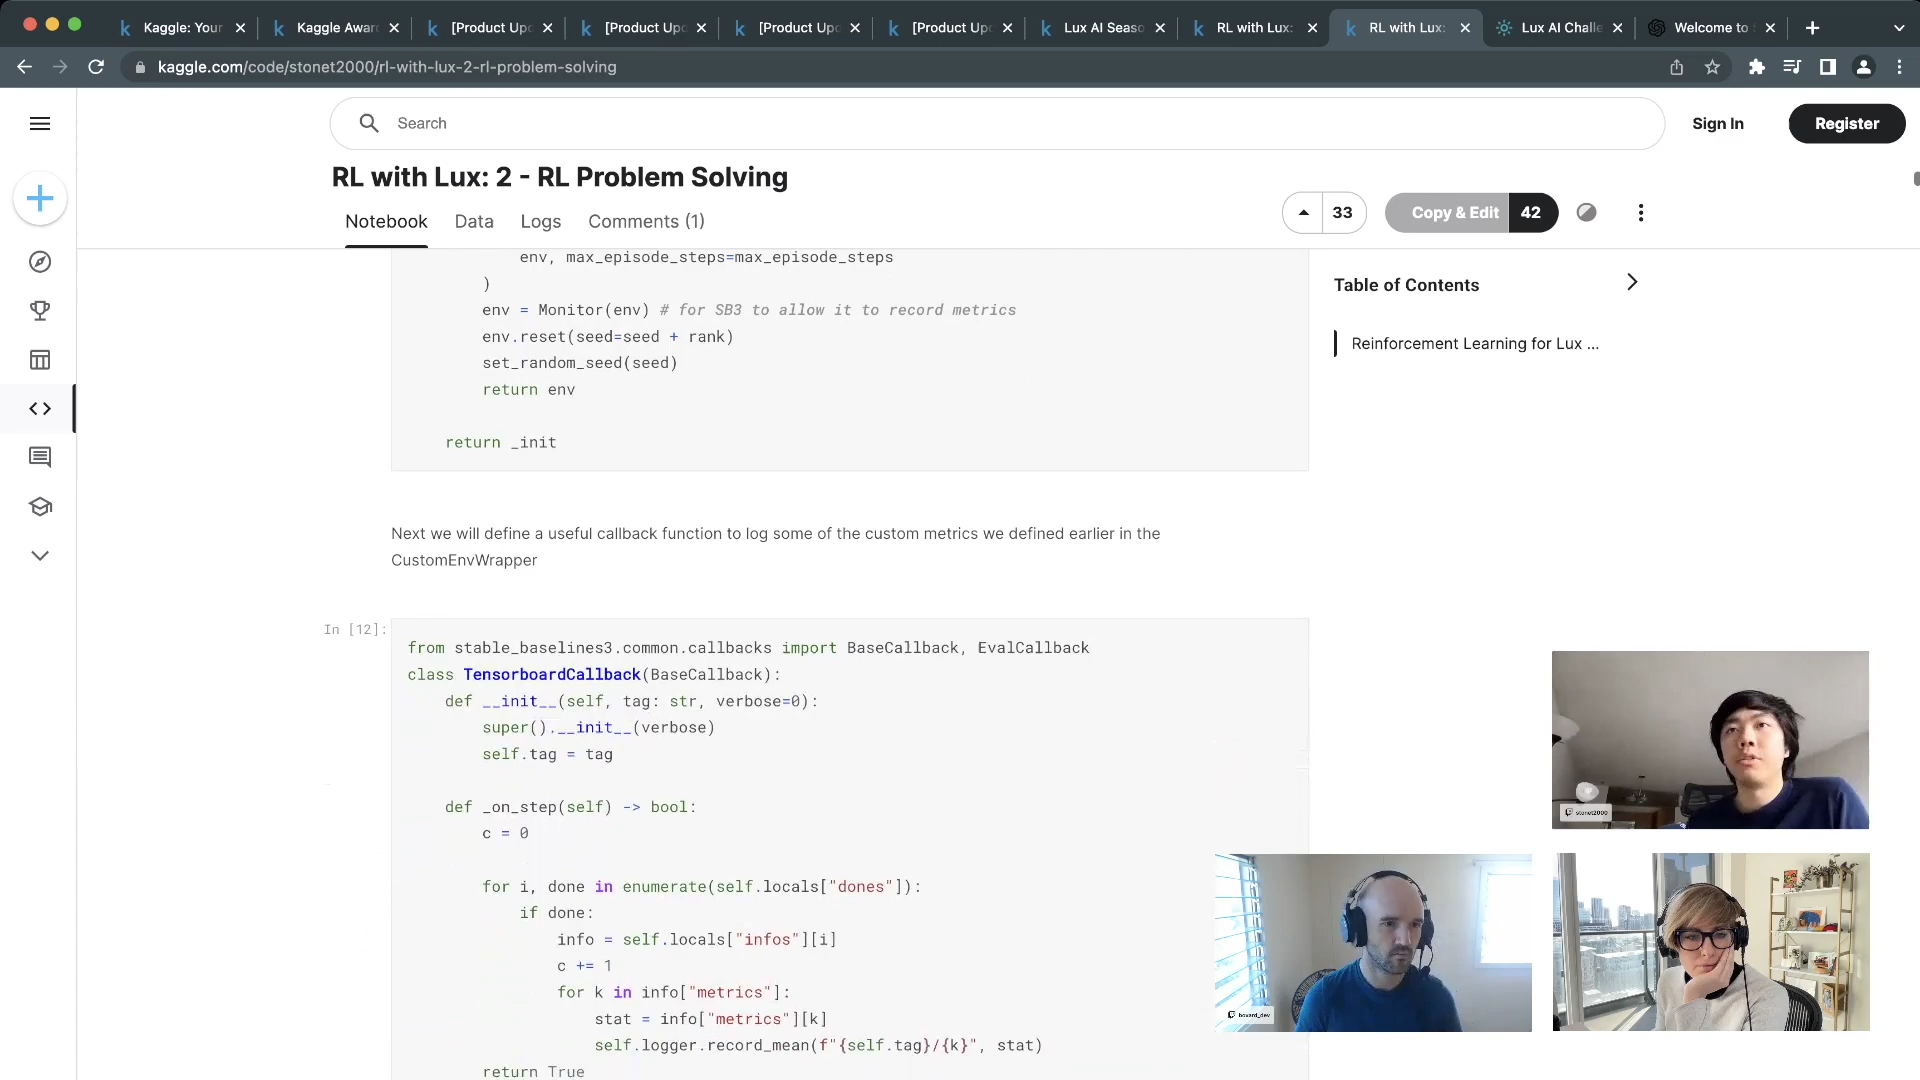 Kaggle: Your
Kaggle Awar
[Product Upd
[Product Upd
[Product Upd
[Product Upd
Lux AI Seaso
RL with Lux:
RL with Lux:
Lux AI Challe
Welcome to
kaggle.com/code/stonet2000/rl-with-lux-2-rl-problem-solving
Search
Sign In
Register
RL with Lux: 2 - RL Problem Solving
33
Copy & Edit 42
Notebook
Data
Logs
Comments (1)
env, max_episode_steps=max_episode_steps
)
env = Monitor(env) # for SB3 to allow it to record metrics
env.reset(seed=seed + rank)
set_random_seed(seed)
return env
return _init
Table of Contents
Reinforcement Learning for Lux ...
Next we will define a useful callback function to log some of the custom metrics we defined earlier in the
CustomEnvWrapper
In [12]:
from stable_baselines3.common.callbacks import BaseCallback, EvalCallback
class TensorboardCallback(BaseCallback):
def __init__(self, tag: str, verbose=0):
super().__init__(verbose)
self.tag = tag
def _on_step(self) -> bool:
c = 0
for i, done in enumerate(self.locals["dones"]):
if done:
info = self.locals["infos"][i]
c += 1
for k in info["metrics"]:
stat = info["metrics"][k]
self.logger.record_mean(f"{self.tag}/{k}", stat)
return True
stonet2000
bovard_dev